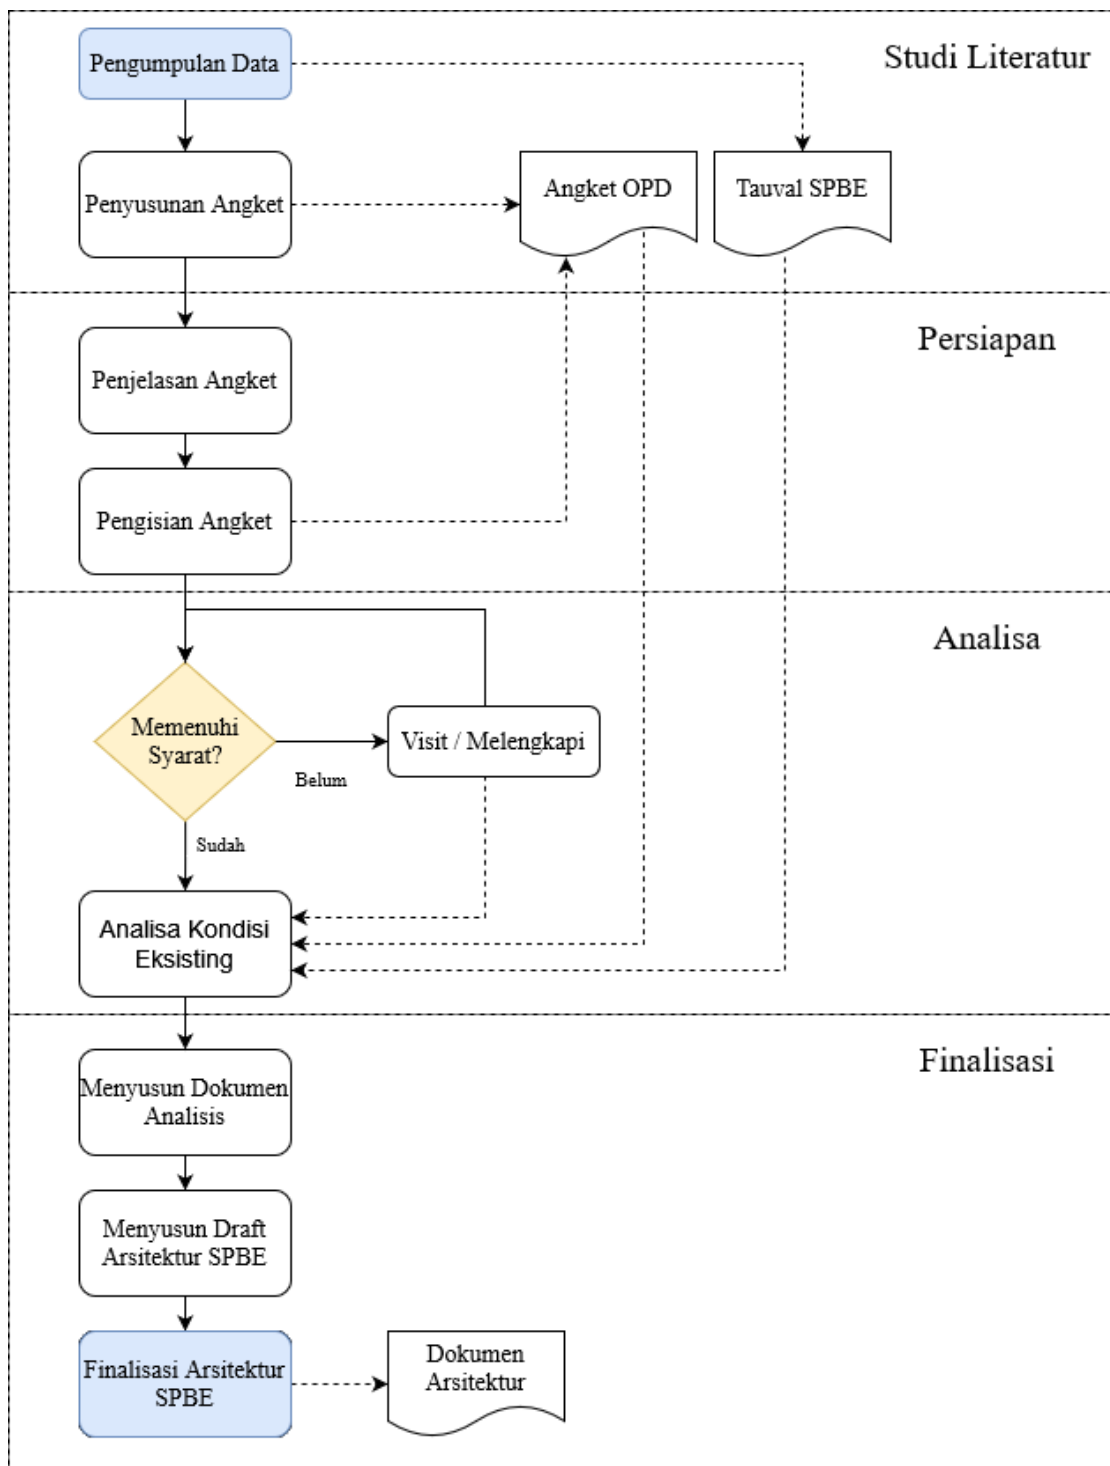 Pengumpulan Data
Studi Literatur
Penyusunan Angket
Angket OPD
Tauval SPBE
Persiapan
Penjelasan Angket
Pengisian Angket
Analisa
Memenuhi
Syarat?
Belum
Visit / Melengkapi
Sudah
Analisa Kondisi
Eksisting
Finalisasi
Menyusun Dokumen
Analisis
Menyusun Draft
Arsitektur SPBE
Finalisasi Arsitektur
SPBE
Dokumen
Arsitektur